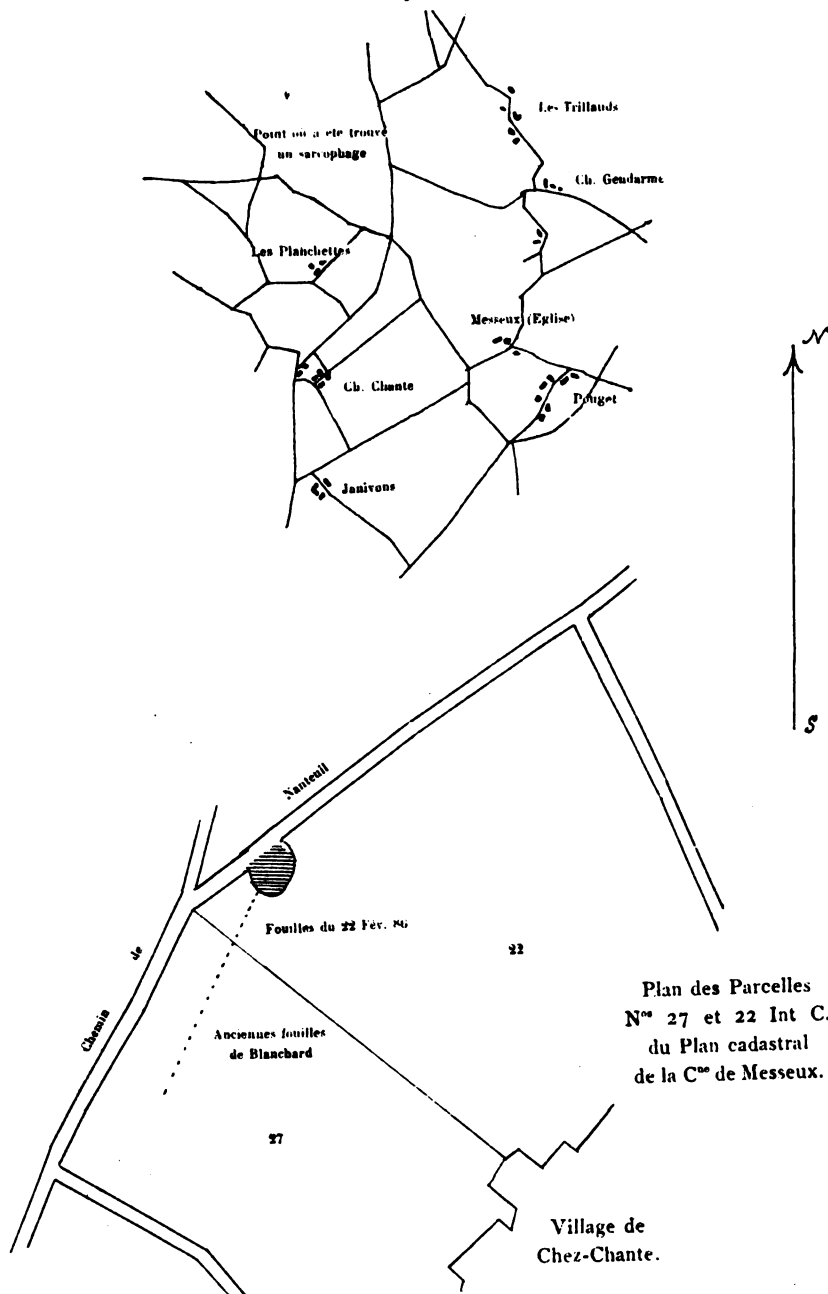 Les Trillauds
Point où a été trouvé
un sarcophage
Ch. Gendarme
Les Planchettes
Messeux (Eglise)
Ch. Chante
Pouget
Janivons
N
S
Nanteuil
Fouilles du 22 Fév. 86
de
22
Chemin
Plan des Parcelles
Nos 27 et 22 Int C.
du Plan cadastral
de la Cne de Messeux.
Anciennes fouilles
de Blanchard
27
Village de
Chez-Chante.